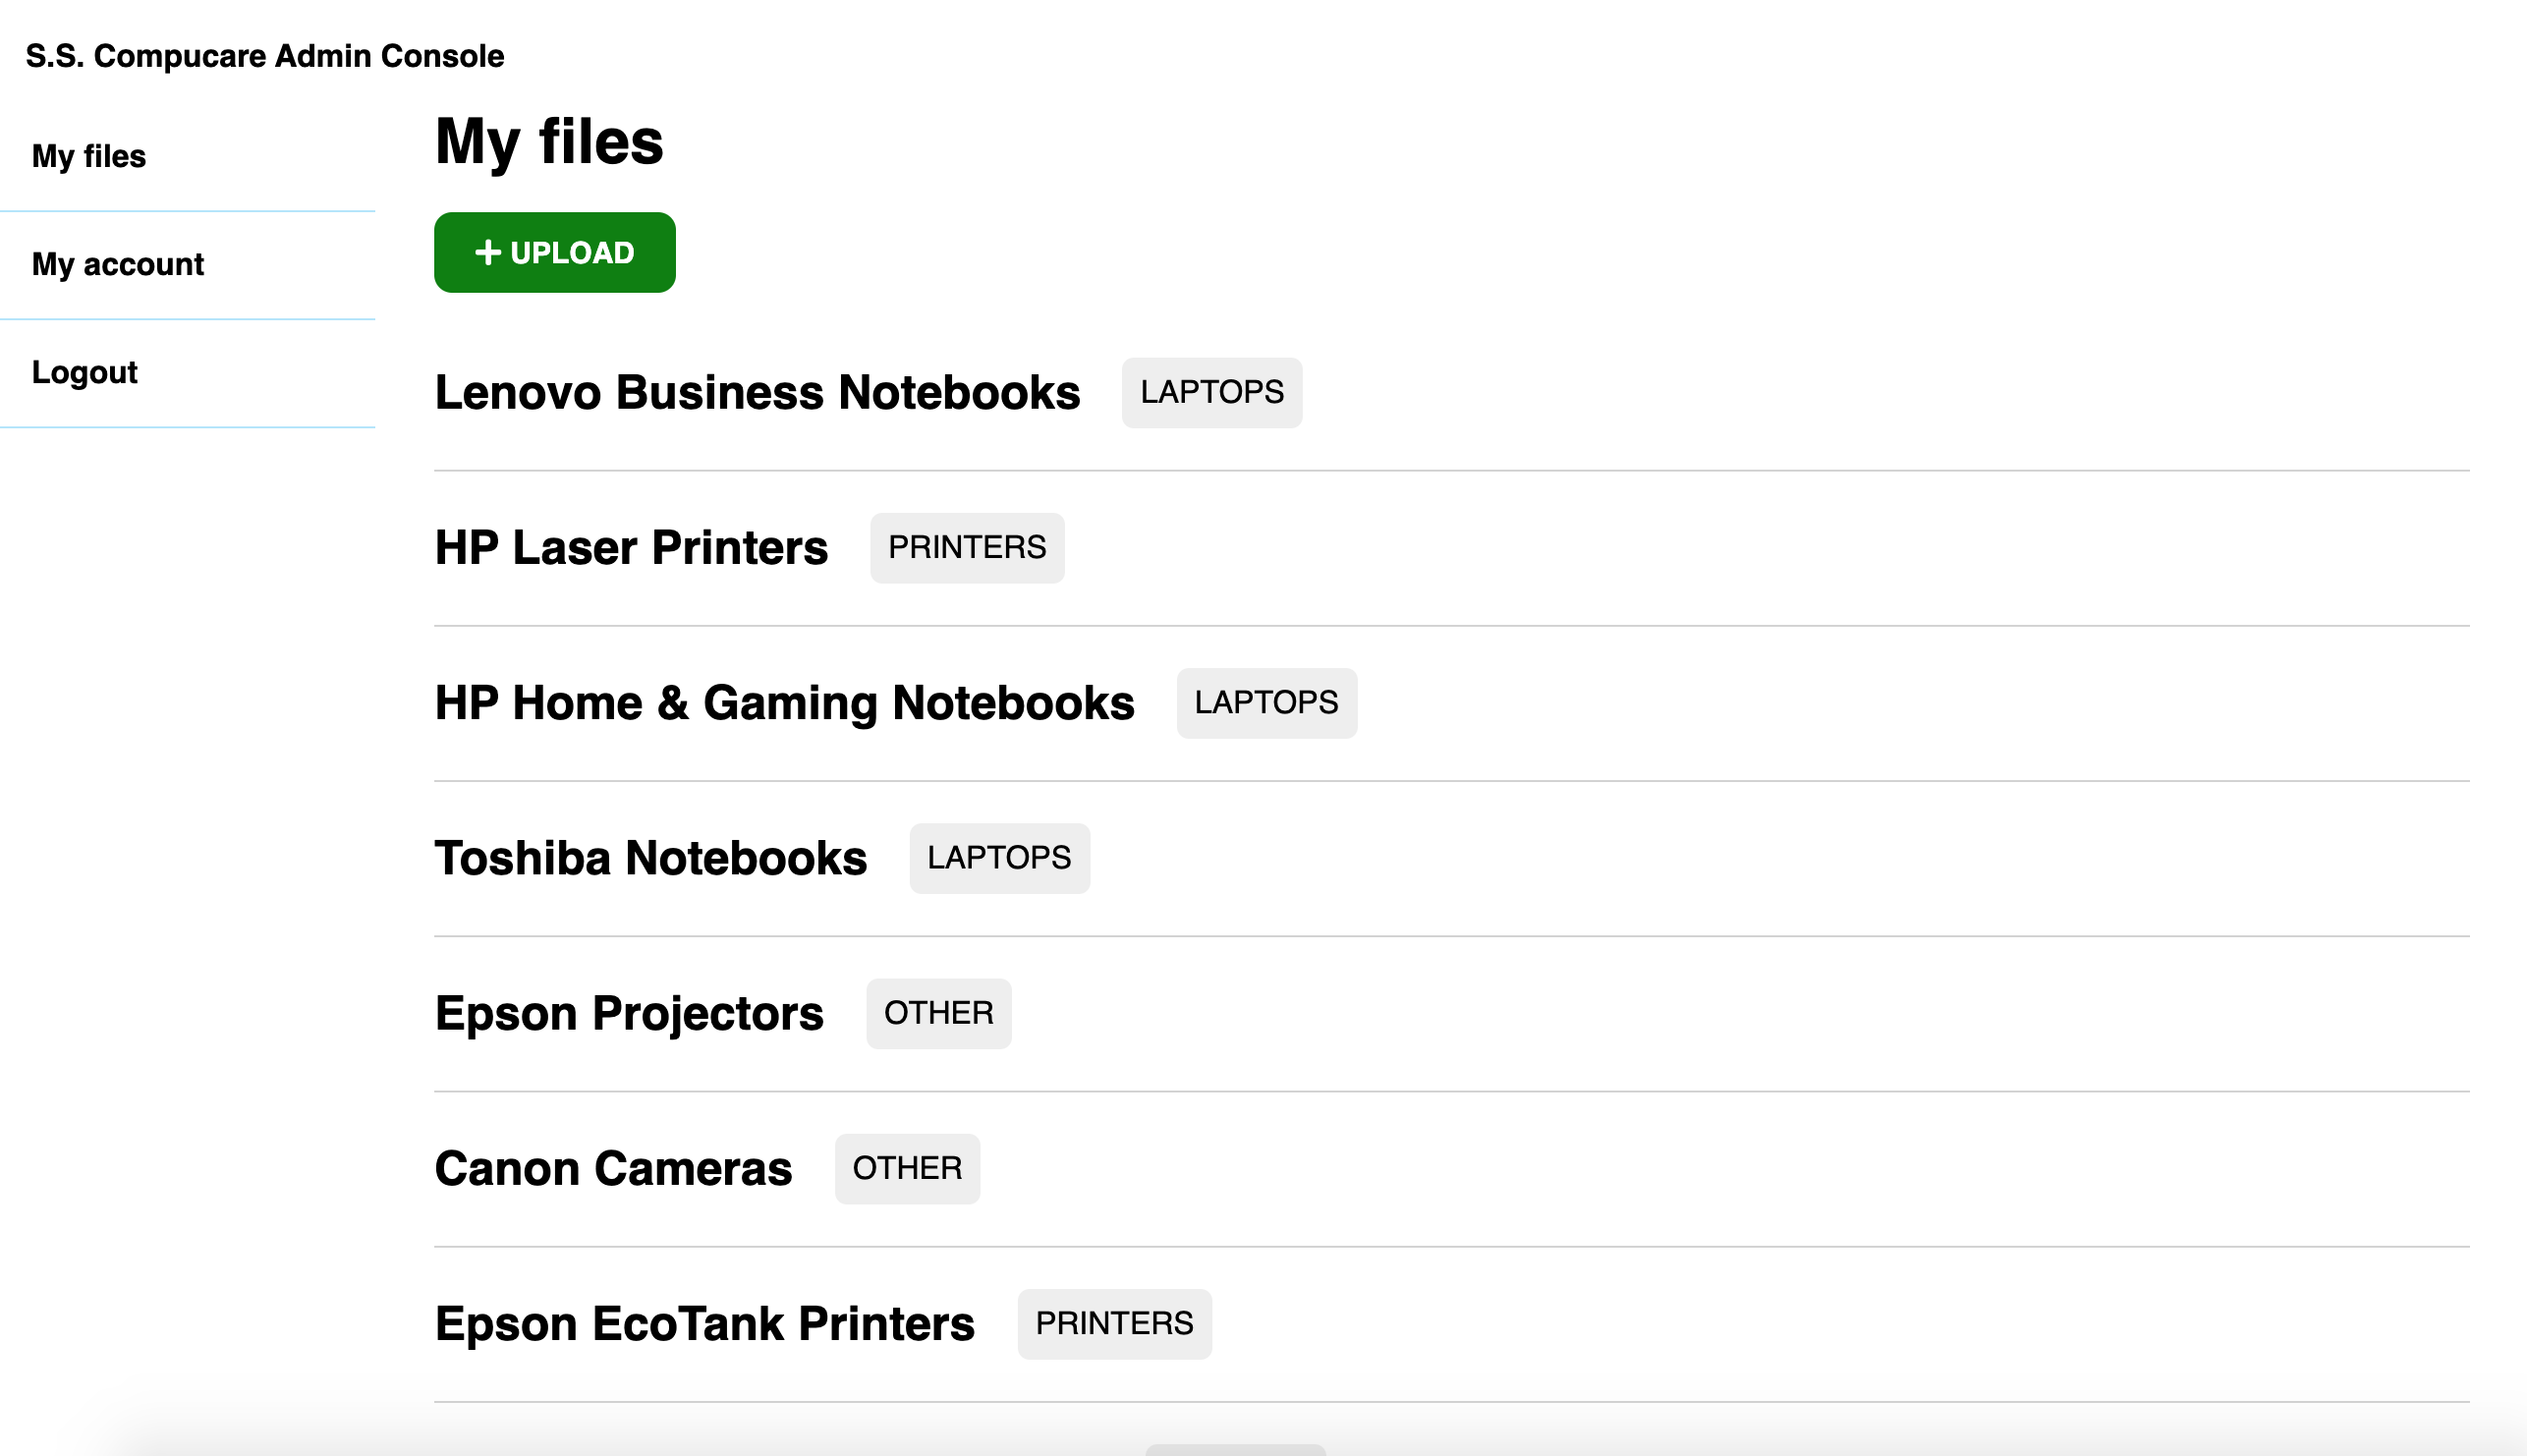 S.S. Compucare Admin Console
My files
My account
Logout
My files
+ UPLOAD
Lenovo Business Notebooks LAPTOPS
HP Laser Printers PRINTERS
HP Home & Gaming Notebooks LAPTOPS
Toshiba Notebooks LAPTOPS
Epson Projectors OTHER
Canon Cameras OTHER
Epson EcoTank Printers PRINTERS